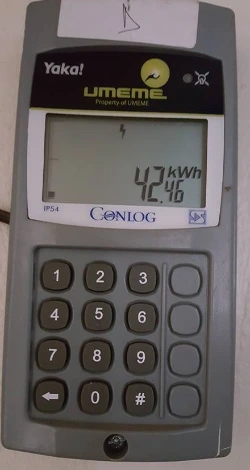 B
Yaka!
UMEME
Property of UMEME
kWh
42.46
IP54
CONLOG
1 2 3
4 5 6
7 8 9
← 0 #